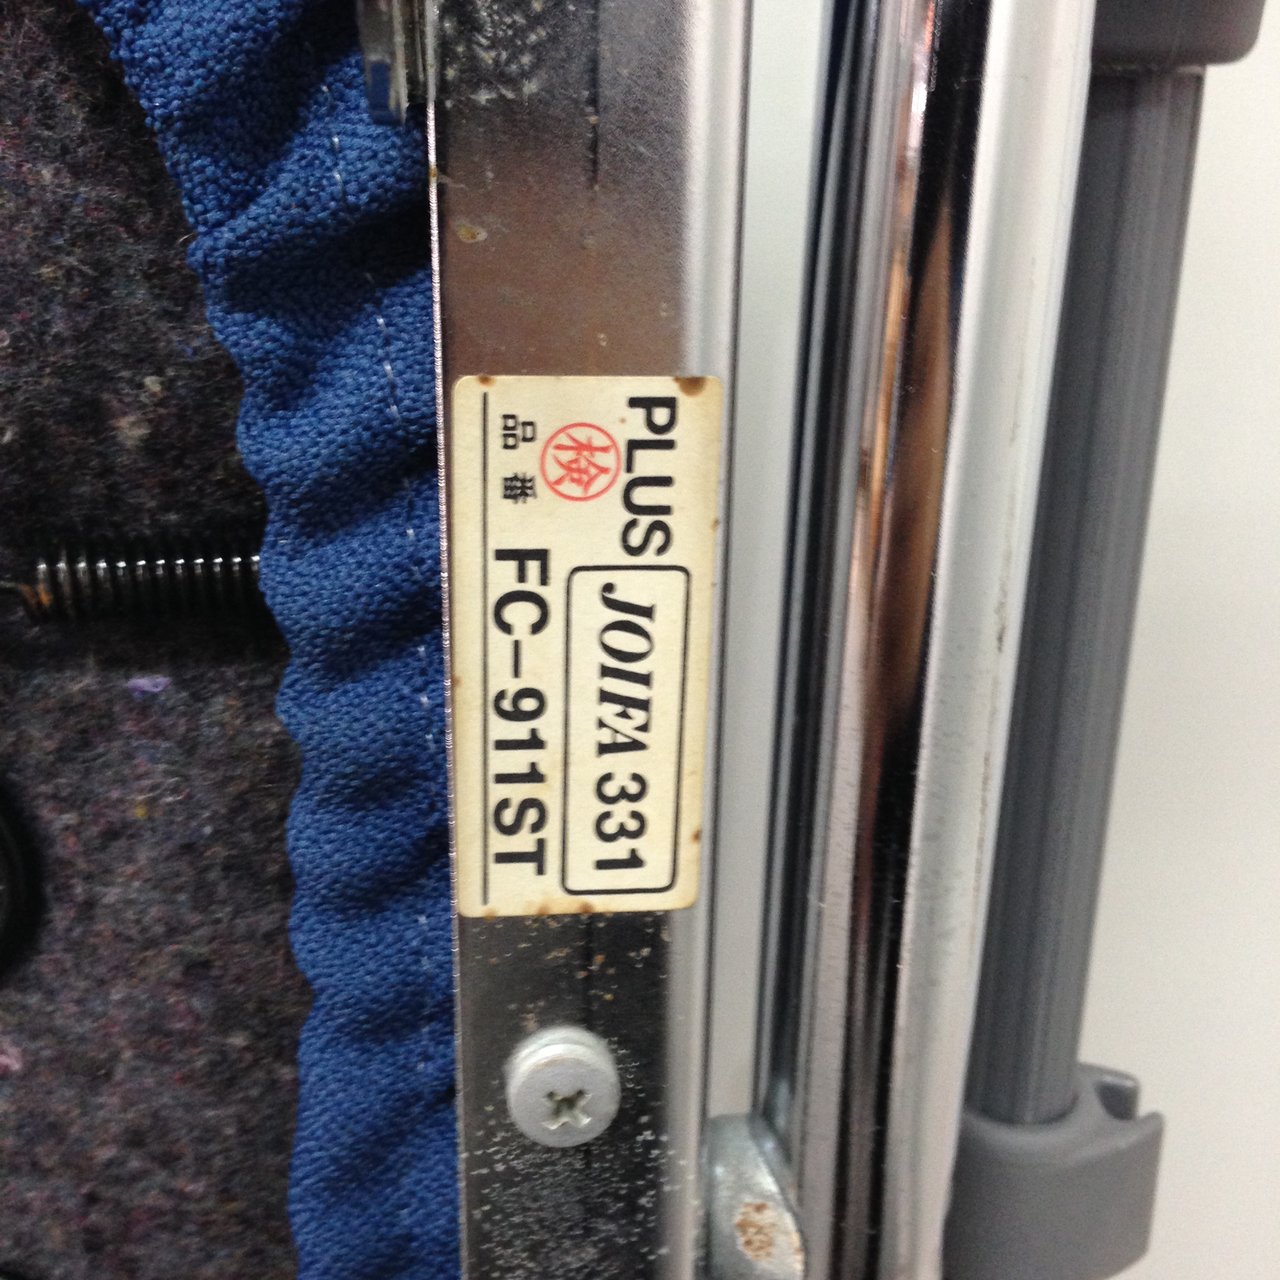 PLUS JOIFA 331
検
品番 FC-911ST